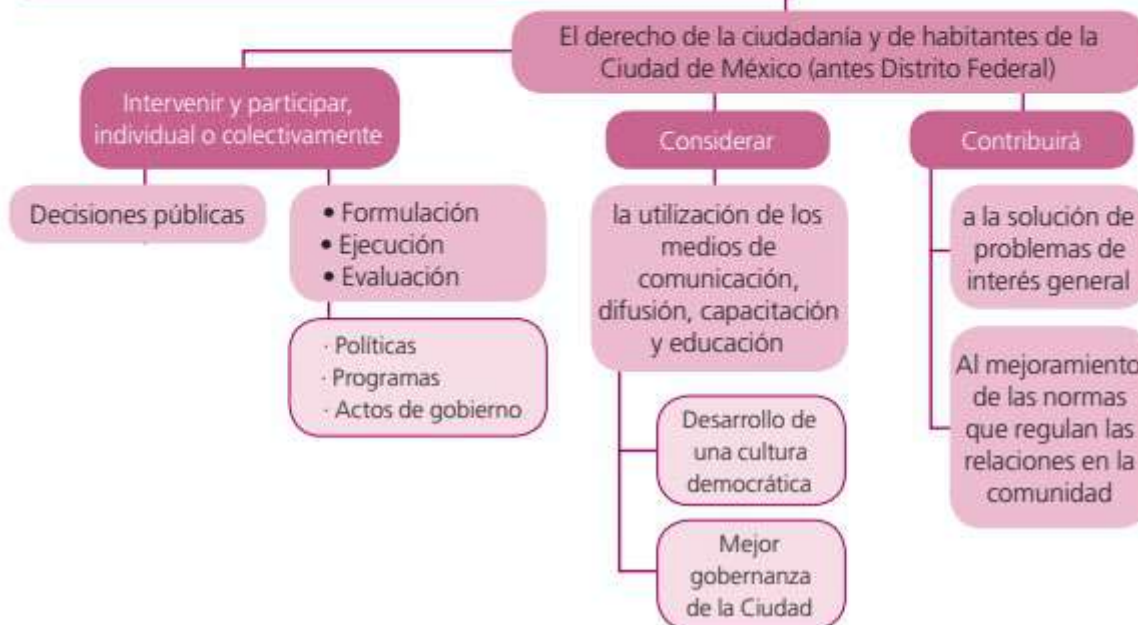 El derecho de la ciudadanía y de habitantes de la
Ciudad de México (antes Distrito Federal)
Intervenir y participar,
individual o colectivamente
Decisiones públicas
• Formulación
• Ejecución
• Evaluación
· Políticas
· Programas
· Actos de gobierno
Considerar
la utilización de los
medios de
comunicación,
difusión, capacitación
y educación
Desarrollo de
una cultura
democrática
Mejor
gobernanza
de la Ciudad
Contribuirá
a la solución de
problemas de
interés general
Al mejoramiento
de las normas
que regulan las
relaciones en la
comunidad